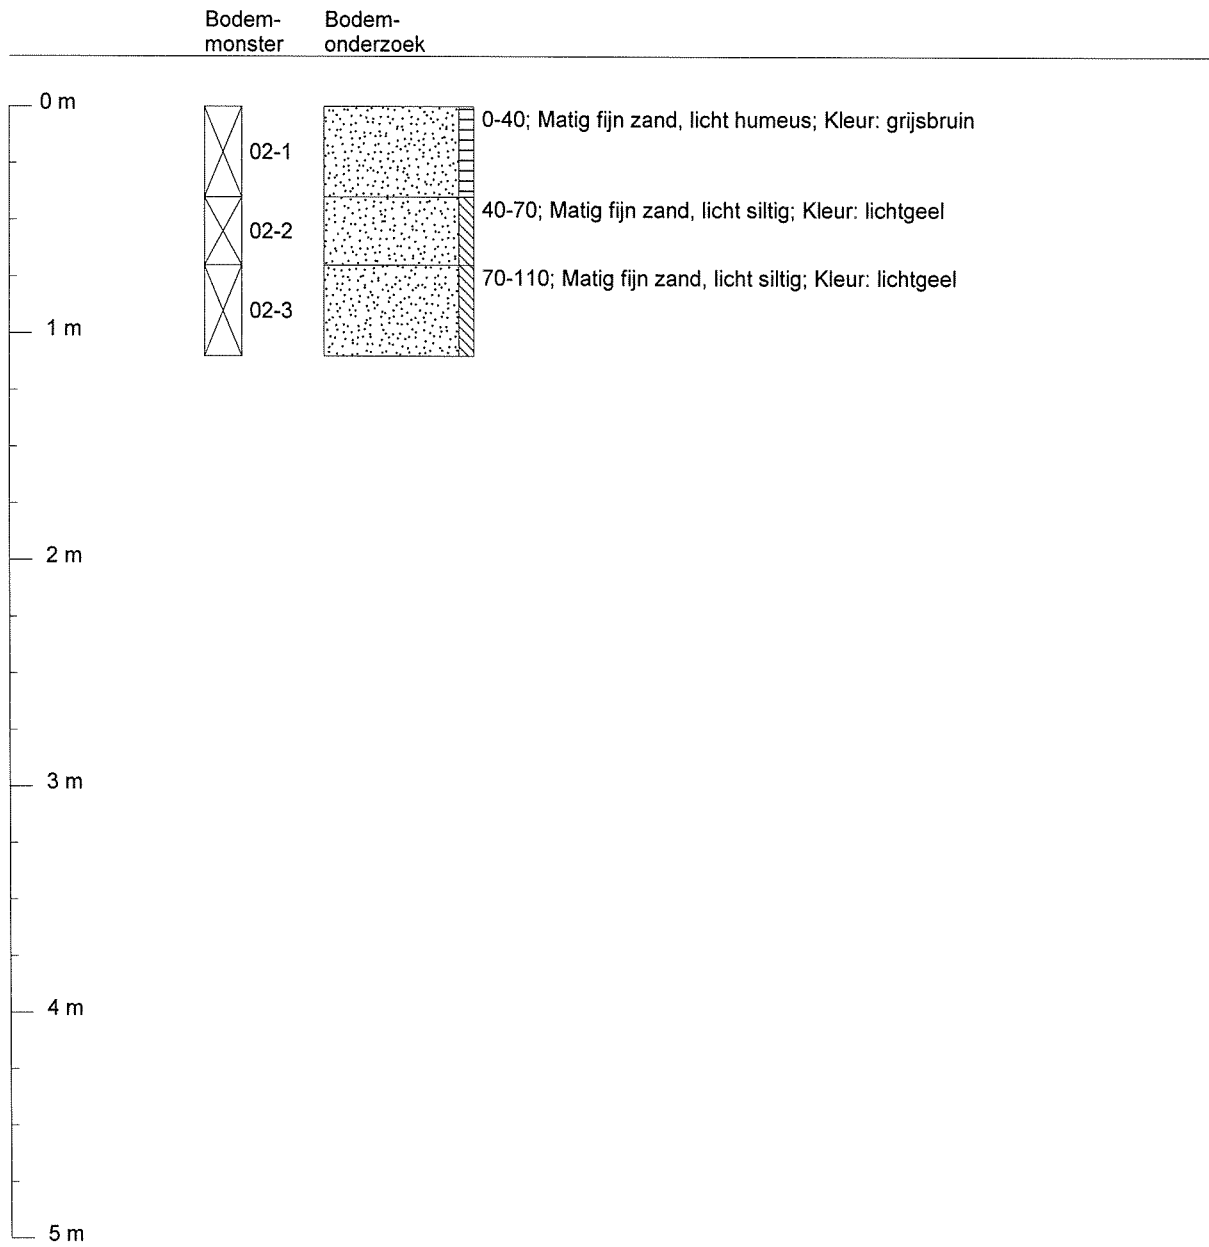 Bodem-
monster
Bodem-
onderzoek
0 m
02-1
0-40; Matig fijn zand, licht humeus; Kleur: grijsbruin
02-2
40-70; Matig fijn zand, licht siltig; Kleur: lichtgeel
02-3
70-110; Matig fijn zand, licht siltig; Kleur: lichtgeel
1 m
2 m
3 m
4 m
5 m